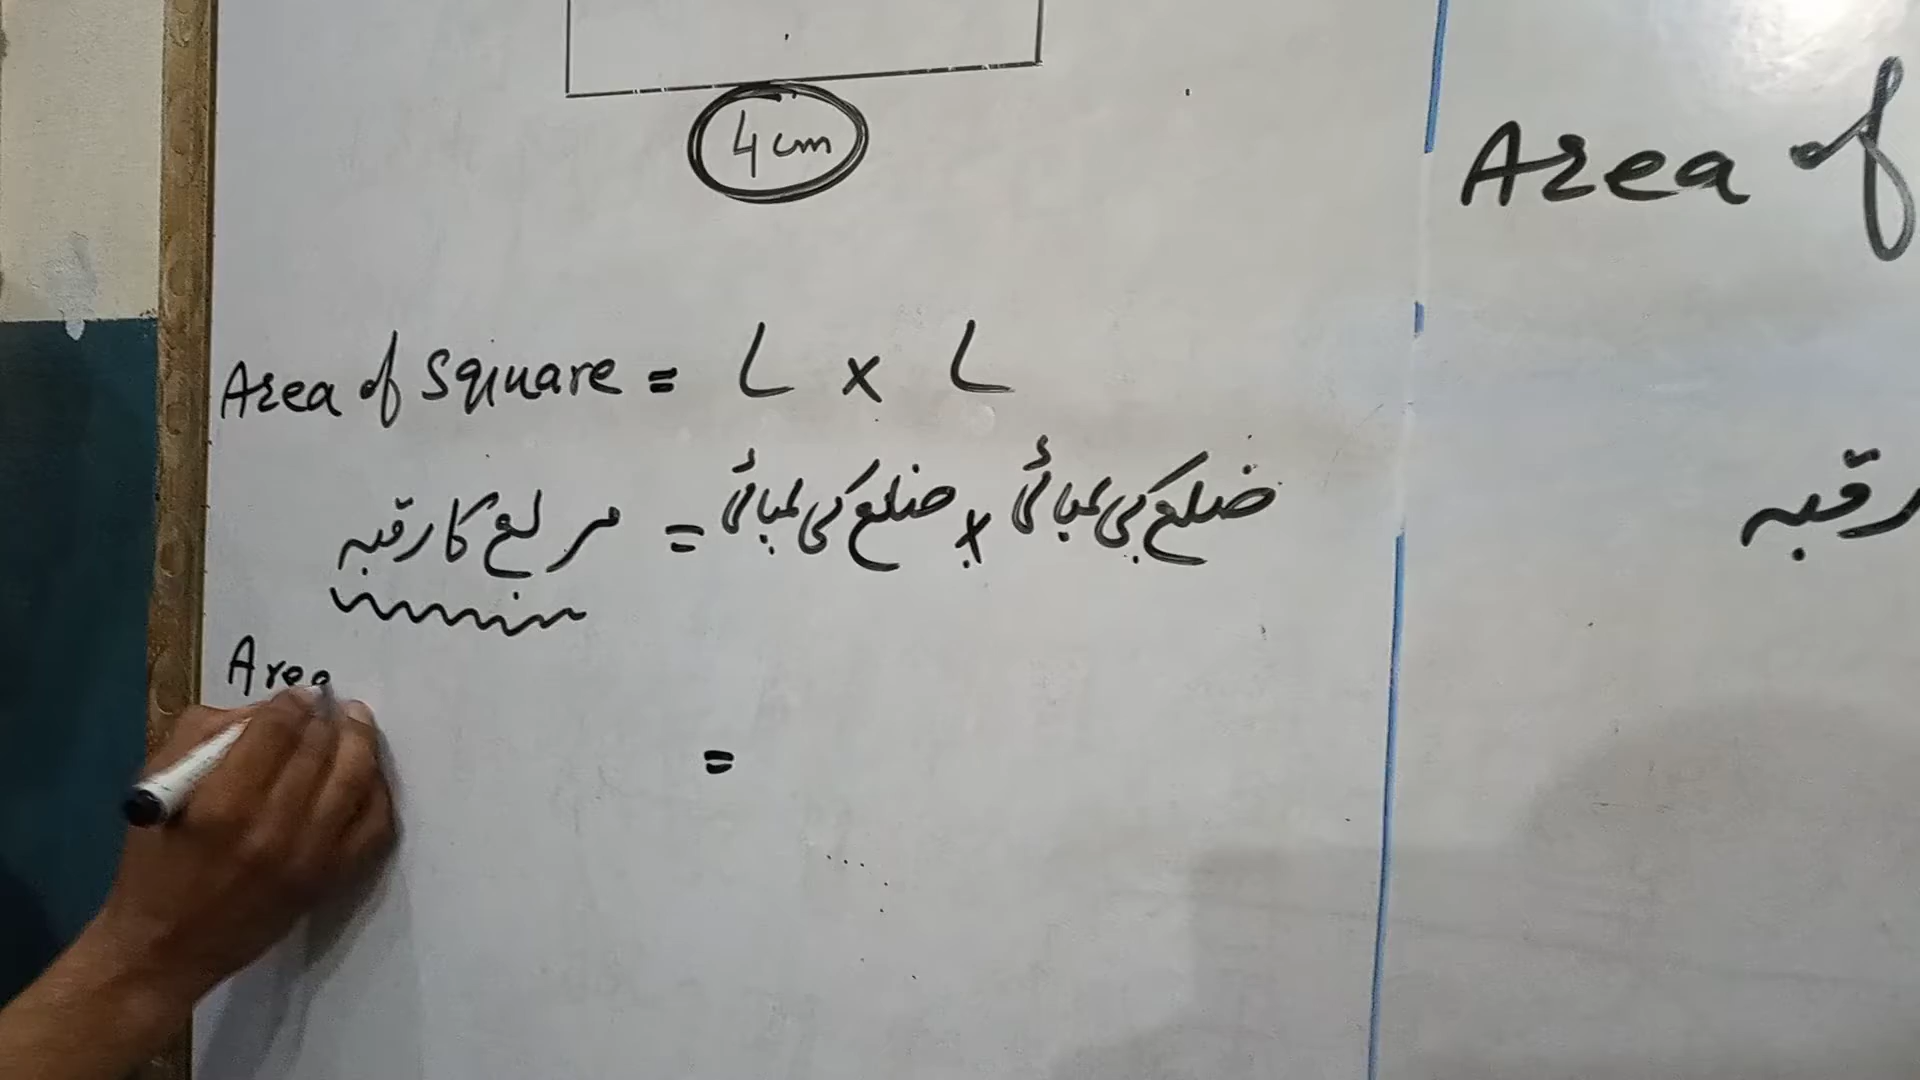 4 cm
Area of Square = L x L
مربع کا رقبہ = ضلع کی لمبائی x ضلع کی لمبائی
Area
=
Area of
رقبہ